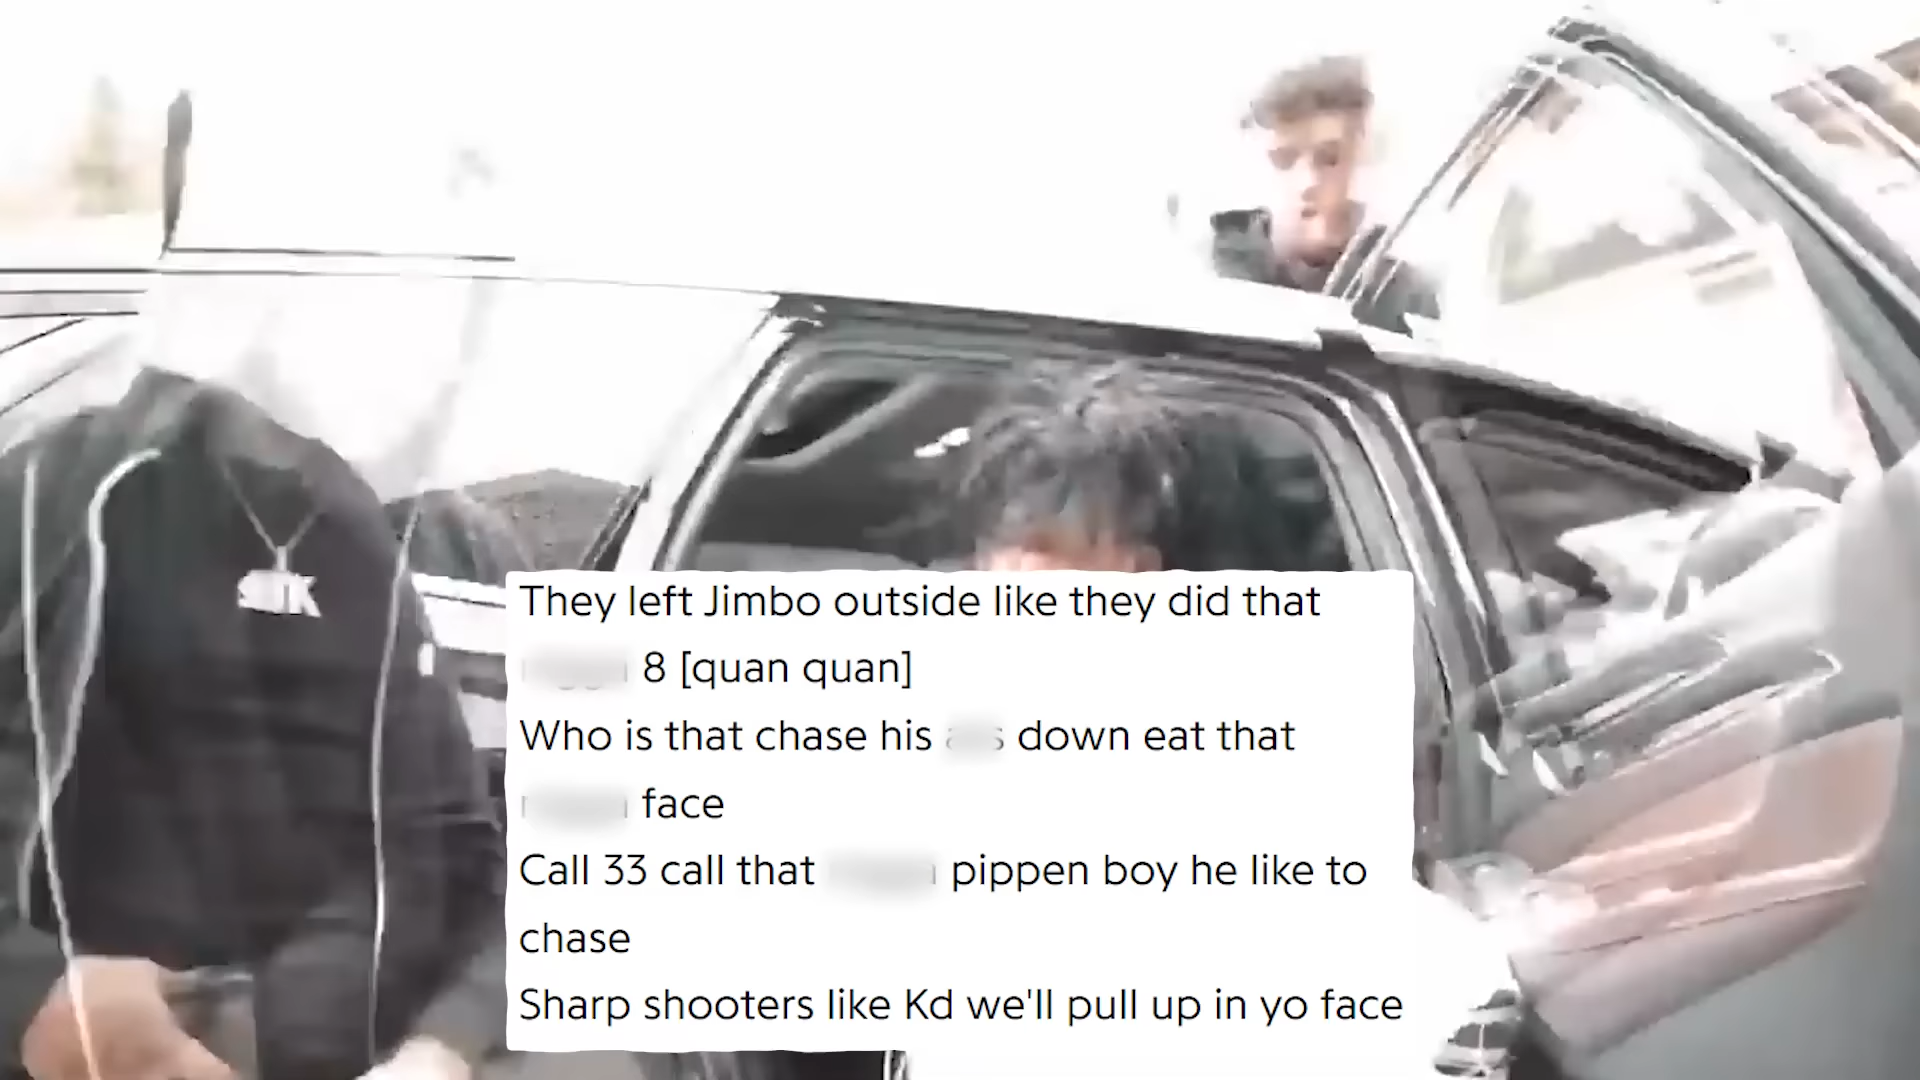 They left Jimbo outside like they did that
8 [quan quan]
Who is that chase his down eat that
face
Call 33 call that pippen boy he like to
chase
Sharp shooters like Kd we'll pull up in yo face